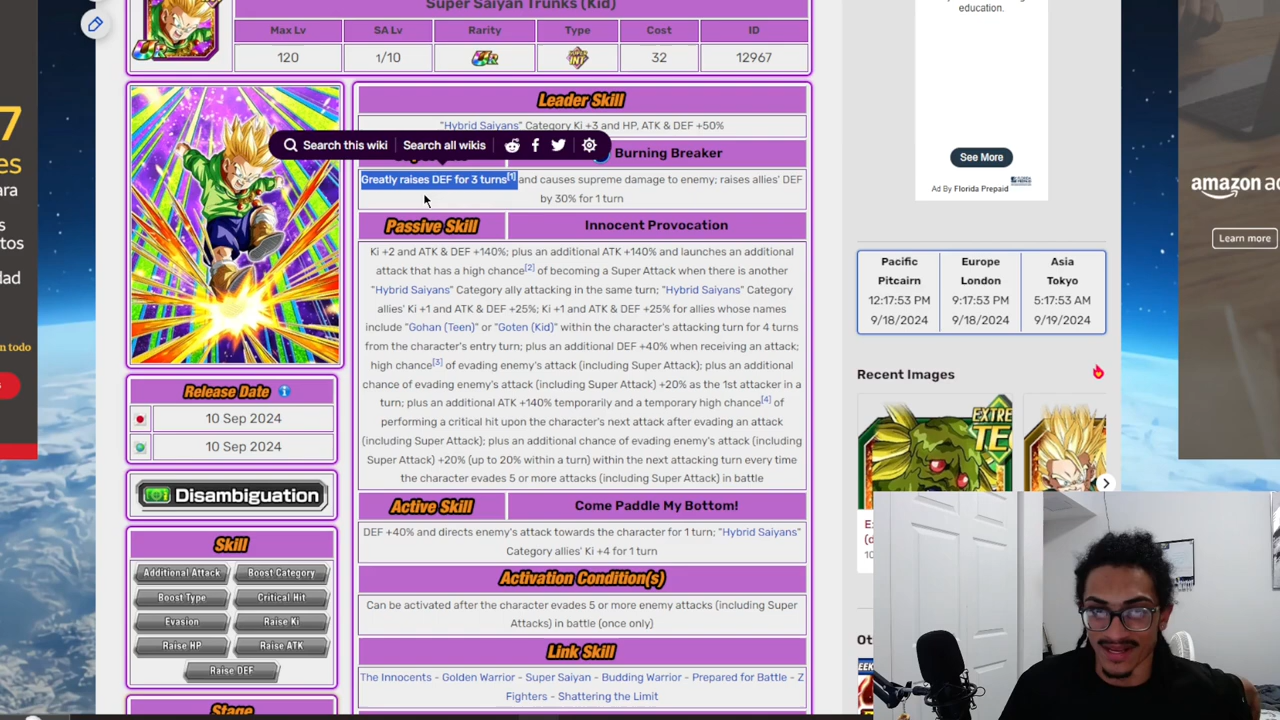 education.
Super Saiyan Trunks (Kid)
Max Lv SA Lv Rarity Type Cost ID
120 1/10 UR SUPER INT 32 12967
7
es
ara
os
idad
on todo
Leader Skill
"Hybrid Saiyans" Category Ki +3 and HP, ATK & DEF +50%
Search this wiki Search all wikis
Burning Breaker
Greatly raises DEF for 3 turns[1] and causes supreme damage to enemy; raises allies' DEF
by 30% for 1 turn
Passive Skill Innocent Provocation
Ki +2 and ATK & DEF +140%; plus an additional ATK +140% and launches an additional
attack that has a high chance[2] of becoming a Super Attack when there is another
"Hybrid Saiyans" Category ally attacking in the same turn; "Hybrid Saiyans" Category
allies' Ki +1 and ATK & DEF +25%; Ki +1 and ATK & DEF +25% for allies whose names
include "Gohan (Teen)" or "Goten (Kid)" within the character's attacking turn for 4 turns
from the character's entry turn; plus an additional DEF +40% when receiving an attack;
high chance[3] of evading enemy's attack (including Super Attack); plus an additional
chance of evading enemy's attack (including Super Attack) +20% as the 1st attacker in a
turn; plus an additional ATK +140% temporarily and a temporary high chance[4] of
performing a critical hit upon the character's next attack after evading an attack
(including Super Attack); plus an additional chance of evading enemy's attack (including
Super Attack) +20% (up to 20% within a turn) within the next attacking turn every time
the character evades 5 or more attacks (including Super Attack) in battle
Active Skill Come Paddle My Bottom!
DEF +40% and directs enemy's attack towards the character for 1 turn; "Hybrid Saiyans"
Category allies' Ki +4 for 1 turn
Activation Condition(s)
Can be activated after the character evades 5 or more enemy attacks (including Super
Attacks) in battle (once only)
Link Skill
The Innocents - Golden Warrior - Super Saiyan - Budding Warrior - Prepared for Battle - Z
Fighters - Shattering the Limit
Release Date
10 Sep 2024
10 Sep 2024
Disambiguation
Skill
Additional Attack Boost Category
Boost Type Critical Hit
Evasion Raise Ki
Raise HP Raise ATK
Raise DEF
Stage
See More
Ad By Florida Prepaid
Pacific Europe Asia
Pitcairn London Tokyo
12:17:53 PM 9:17:53 PM 5:17:53 AM
9/18/2024 9/18/2024 9/19/2024
Recent Images
EXTRE
TEQ
Ot
amazon ad
Learn more